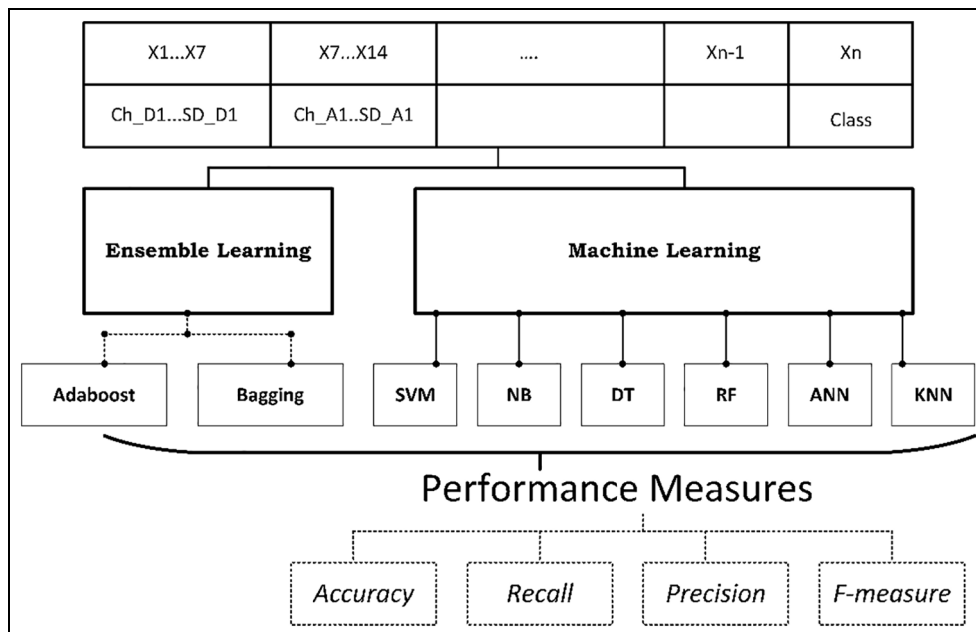 X1...X7 X7...X14 .... Xn-1 Xn
Ch_D1...SD_D1 Ch_A1..SD_A1 Class
Ensemble Learning Machine Learning
Adaboost Bagging SVM NB DT RF ANN KNN
Performance Measures
Accuracy Recall Precision F-measure